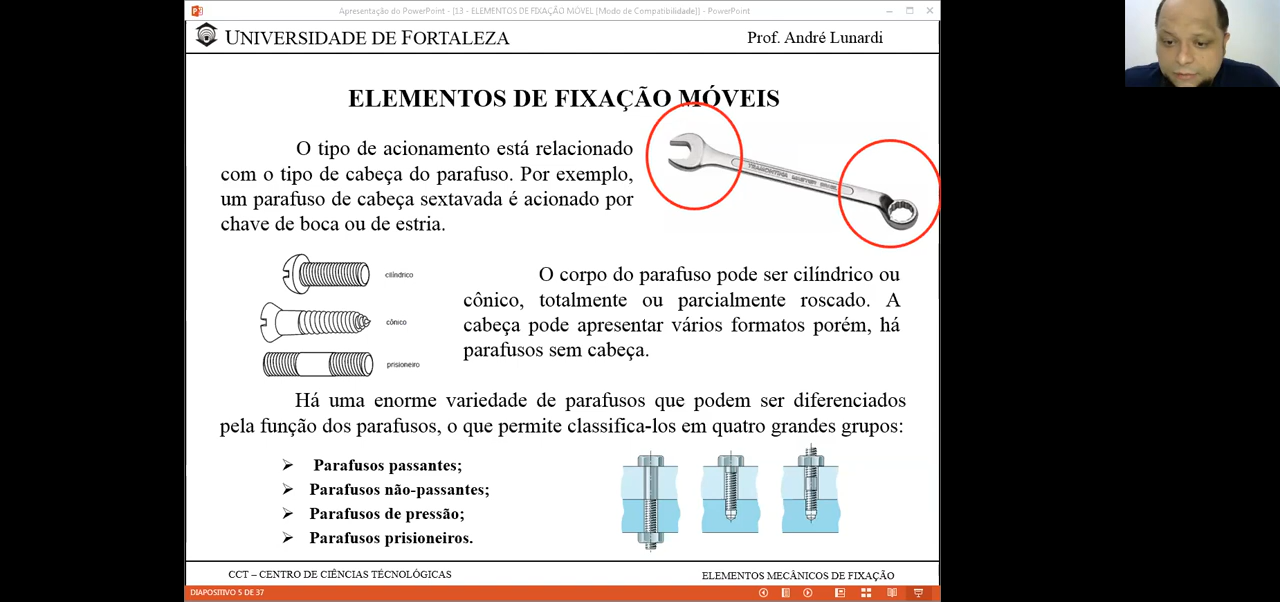 Apresentação do PowerPoint - [13 - ELEMENTOS DE FIXAÇÃO MÓVEL [Modo de Compatibilidade]] - PowerPoint
UNIVERSIDADE DE FORTALEZA
Prof. André Lunardi
ELEMENTOS DE FIXAÇÃO MÓVEIS
O tipo de acionamento está relacionado
com o tipo de cabeça do parafuso. Por exemplo,
um parafuso de cabeça sextavada é acionado por
chave de boca ou de estria.
TRAMONTINA
cilíndrico
cônico
prisioneiro
O corpo do parafuso pode ser cilíndrico ou
cônico, totalmente ou parcialmente roscado. A
cabeça pode apresentar vários formatos porém, há
parafusos sem cabeça.
Há uma enorme variedade de parafusos que podem ser diferenciados
pela função dos parafusos, o que permite classifica-los em quatro grandes grupos:
➢ Parafusos passantes;
➢ Parafusos não-passantes;
➢ Parafusos de pressão;
➢ Parafusos prisioneiros.
CCT – CENTRO DE CIÊNCIAS TÉCNOLÓGICAS
ELEMENTOS MECÂNICOS DE FIXAÇÃO
DIAPOSITIVO 5 DE 37